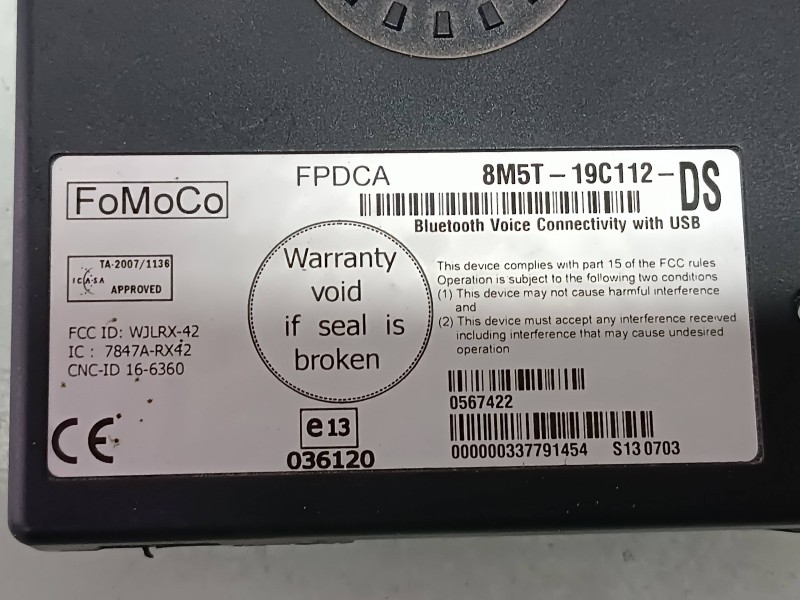 FoMoCo
FPDCA
8M5T-19C112-DS
Bluetooth Voice Connectivity with USB
TA-2007/1136
ICASA
APPROVED
FCC ID: WJLRX-42
IC : 7847A-RX42
CNC-ID 16-6360
CE
Warranty
void
if seal is
broken
e13
036120
This device complies with part 15 of the FCC rules
Operation is subject to the following two conditions
(1) This device may not cause harmful interference
and
(2) This device must accept any interference received
including interference that may cause undesired
operation
0567422
000000337791454 S13 0703